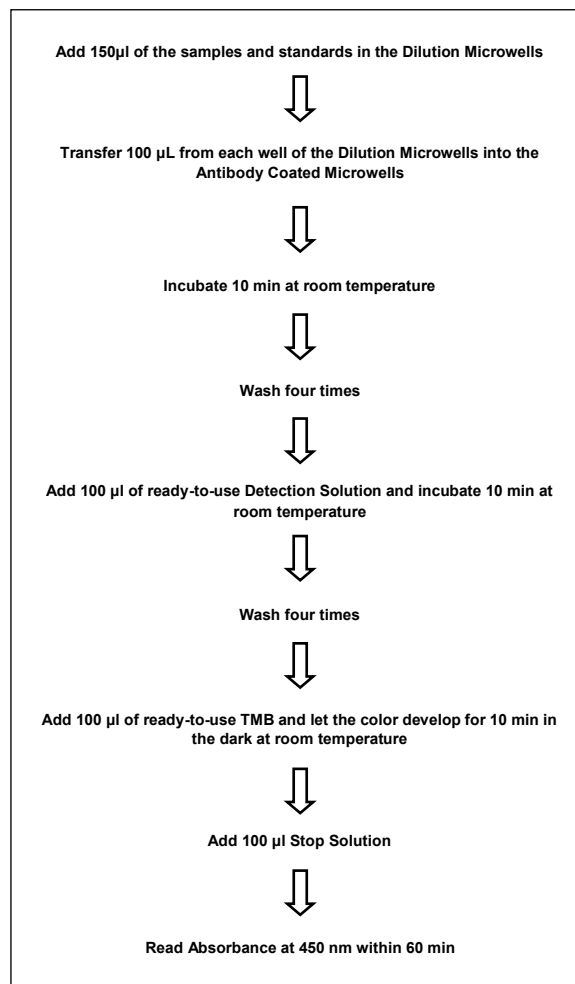 Add 150µl of the samples and standards in the Dilution Microwells
Transfer 100 µL from each well of the Dilution Microwells into the
Antibody Coated Microwells
Incubate 10 min at room temperature
Wash four times
Add 100 µl of ready-to-use Detection Solution and incubate 10 min at
room temperature
Wash four times
Add 100 µl of ready-to-use TMB and let the color develop for 10 min in
the dark at room temperature
Add 100 µl Stop Solution
Read Absorbance at 450 nm within 60 min